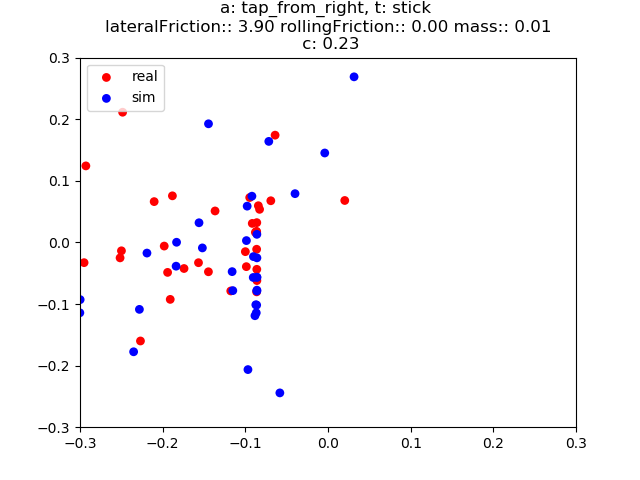 a: tap_from_right, t: stick
lateralFriction:: 3.90 rollingFriction:: 0.00 mass:: 0.01
c: 0.23
real
sim
0.3
0.2
0.1
0.0
−0.1
−0.2
−0.3
−0.3 −0.2 −0.1 0.0 0.1 0.2 0.3